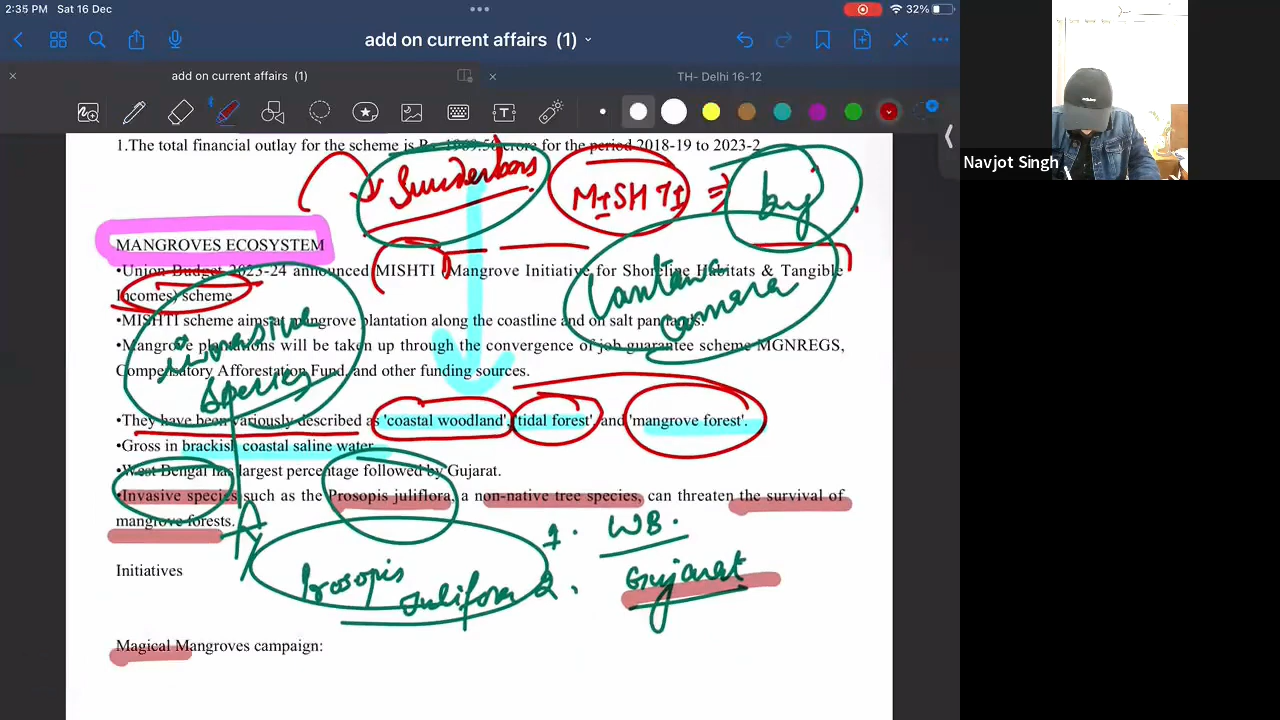 2:35 PM Sat 16 Dec
32%
add on current affairs (1)
add on current affairs (1)
TH- Delhi 16-12
Navjot Singh
1.The total financial outlay for the scheme is Rs 1969.50 crore for the period 2018-19 to 2023-2
Sunderbans MISHTI ⇒
MANGROVES ECOSYSTEM
•Union Budget 2023-24 announced MISHTI (Mangrove Initiative for Shoreline Habitats & Tangible
Incomes) scheme.
Lantana
camara
•MISHTI scheme aims at mangrove plantation along the coastline and on salt pan lands.
invasive
species
•Mangrove plantations will be taken up through the convergence of job guarantee scheme MGNREGS,
Compensatory Afforestation Fund, and other funding sources.
•They have been variously described as 'coastal woodland', 'tidal forest', and 'mangrove forest'.
•Gross in brackish coastal saline water
•West Bengal has largest percentage followed by Gujarat.
•Invasive species such as the Prosopis juliflora, a non-native tree species, can threaten the survival of
mangrove forests.
1. WB.
2. Gujarat
Initiatives
Prosopis
Juliflora
Magical Mangroves campaign: